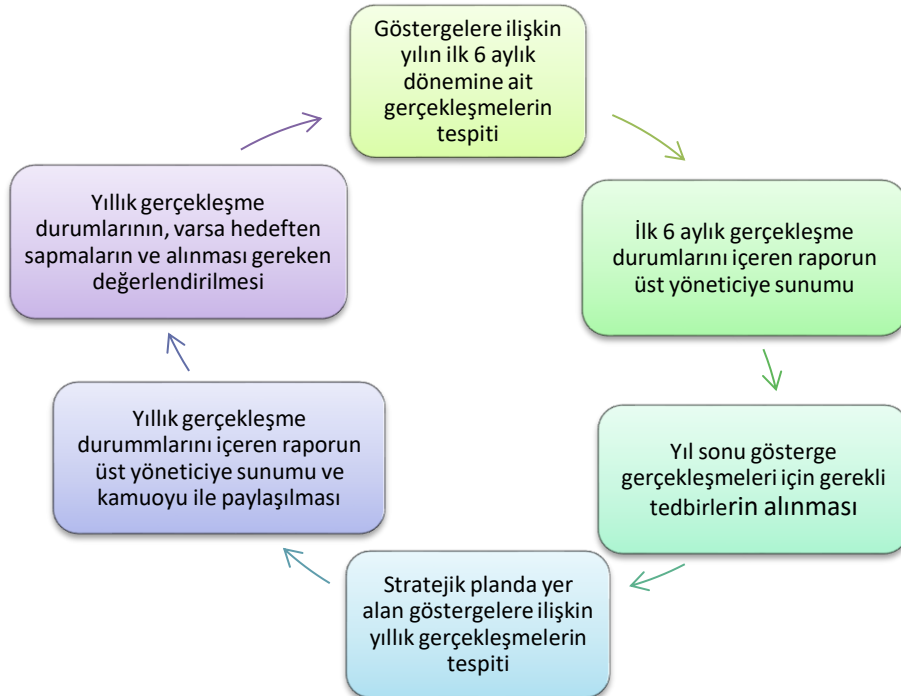 Göstergelere ilişkin
yılın ilk 6 aylık
dönemine ait
gerçekleşmelerin
tespiti
İlk 6 aylık gerçekleşme
durumlarını içeren raporun
üst yöneticiye sunumu
Yıl sonu gösterge
gerçekleşmeleri için gerekli
tedbirlerin alınması
Stratejik planda yer
alan göstergelere ilişkin
yıllık gerçekleşmelerin
tespiti
Yıllık gerçekleşme
durummlarını içeren raporun
üst yöneticiye sunumu ve
kamuoyu ile paylaşılması
Yıllık gerçekleşme
durumlarının, varsa hedeften
sapmaların ve alınması gereken
değerlendirilmesi